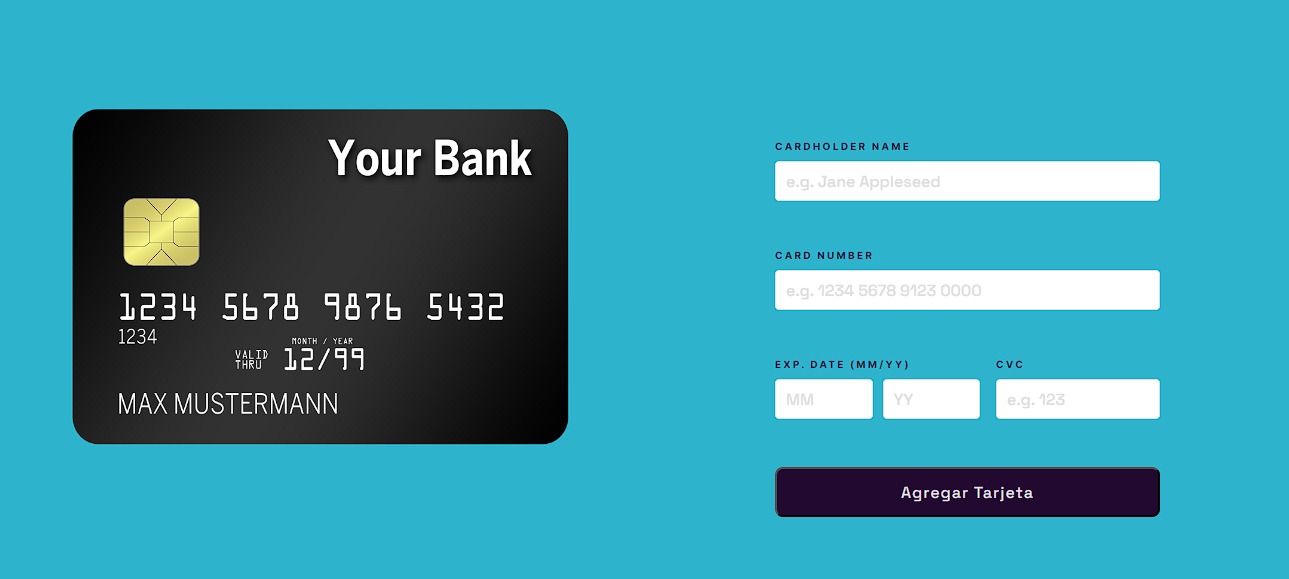 Your Bank
1234 5678 9876 5432
1234
MONTH / YEAR
VALID
THRU
12/99
MAX MUSTERMANN
CARDHOLDER NAME
e.g. Jane Appleseed
CARD NUMBER
e.g. 1234 5678 9123 0000
EXP. DATE (MM/YY)
CVC
MM
YY
e.g. 123
Agregar Tarjeta